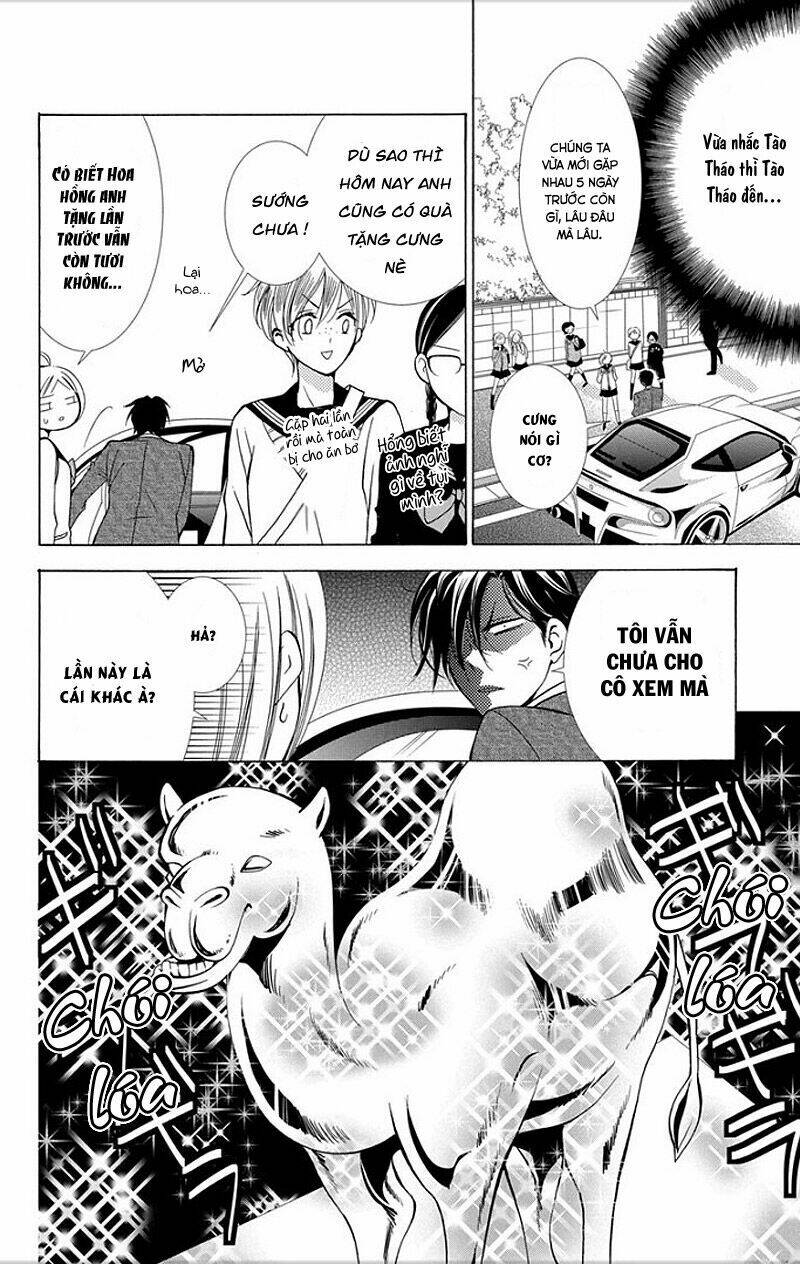 Vừa nhắc Tào
Tháo thì Tào
Tháo đến...
CHÚNG TA
VỪA MỚI GẶP
NHAU 5 NGÀY
TRƯỚC CÒN
GÌ, LÂU ĐÂU
MÀ LÂU.
CƯNG
NÓI GÌ
CƠ?
DÙ SAO THÌ
HÔM NAY ANH
CŨNG CÓ QUÀ
TẶNG CƯNG
NÈ
SƯỚNG
CHƯA!
CÓ BIẾT HOA
HỒNG ANH
TẶNG LẦN
TRƯỚC VẪN
CÒN TƯƠI
KHÔNG...
Lại
hoa...
Mở
Gặp hai lần
rồi mà toàn
bị cho ăn bơ
Hổng biết
ảnh nghĩ
gì về tụi
mình?
TÔI VẪN
CHƯA CHO
CÔ XEM MÀ
HẢ?
LẦN NÀY LÀ
CÁI KHÁC À?
ギラ
Chói
lóa
ギラ
Chói
lóa